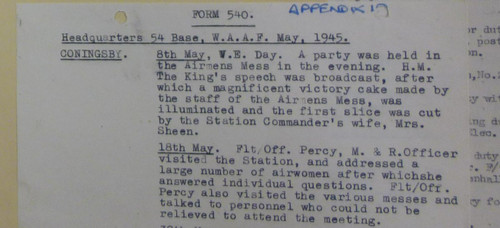 FORM 540.
APPENDIX 19
Headquarters 54 Base, W.A.A.F. May, 1945.
CONINGSBY. 8th May, W.E. Day. A party was held in
the Airmens Mess in the evening. H.M.
The King's speech was broadcast, after
which a magnificent victory cake made by
the staff of the Airmens Mess, was
illuminated and the first slice was cut
by the Station Commander's wife, Mrs.
Sheen.
18th May. Flt/Off. Percy, M. & R.Officer
visited the Station, and addressed a
large number of airwomen after whichshe
answered individual questions. Flt/Off.
Percy also visited the various messes and
talked to personnel who could not be
relieved to attend the meeting.